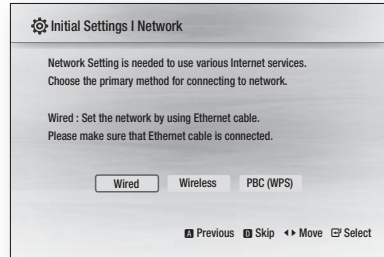 Initial Settings I Network
Network Setting is needed to use various Internet services.
Choose the primary method for connecting to network.
Wired : Set the network by using Ethernet cable.
Please make sure that Ethernet cable is connected.
Wired Wireless PBC (WPS)
A Previous D Skip Move Select